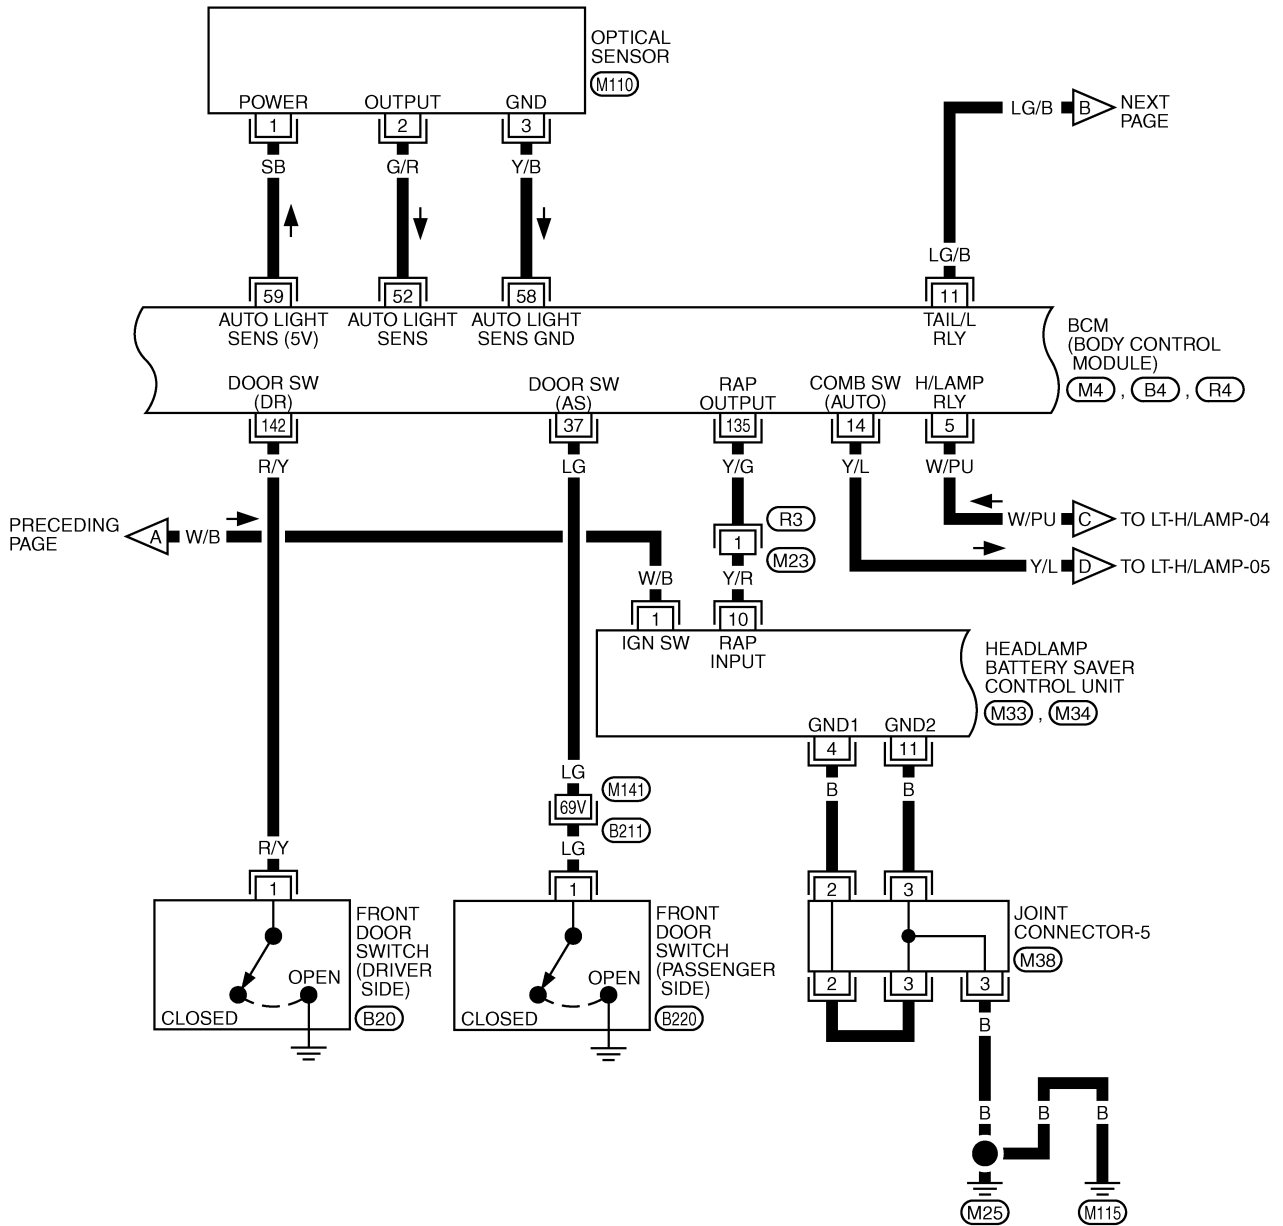 OPTICAL
SENSOR
M110
POWER OUTPUT GND
1 2 3
SB G/R Y/B
LG/B B NEXT
PAGE
LG/B
59 52 58 11
AUTO LIGHT
SENS (5V)
AUTO LIGHT
SENS
AUTO LIGHT
SENS GND
TAIL/L
RLY
BCM
(BODY CONTROL
MODULE)
M4 , B4 , R4
DOOR SW
(DR)
DOOR SW
(AS)
RAP
OUTPUT
COMB SW
(AUTO)
H/LAMP
RLY
142 37 135 14 5
R/Y LG Y/G Y/L W/PU
PRECEDING
PAGE
A W/B
R3
1
M23
W/PU C TO LT-H/LAMP-04
Y/L D TO LT-H/LAMP-05
W/B Y/R
1 10
IGN SW
RAP
INPUT
HEADLAMP
BATTERY SAVER
CONTROL UNIT
M33 , M34
GND1 GND2
4 11
B B
LG
69V
M141
B211
R/Y LG
1 1
OPEN
CLOSED
FRONT
DOOR
SWITCH
(DRIVER
SIDE)
B20
OPEN
CLOSED
FRONT
DOOR
SWITCH
(PASSENGER
SIDE)
B220
2 3
JOINT
CONNECTOR-5
M38
2 3 3
B
B B B
M25 M115